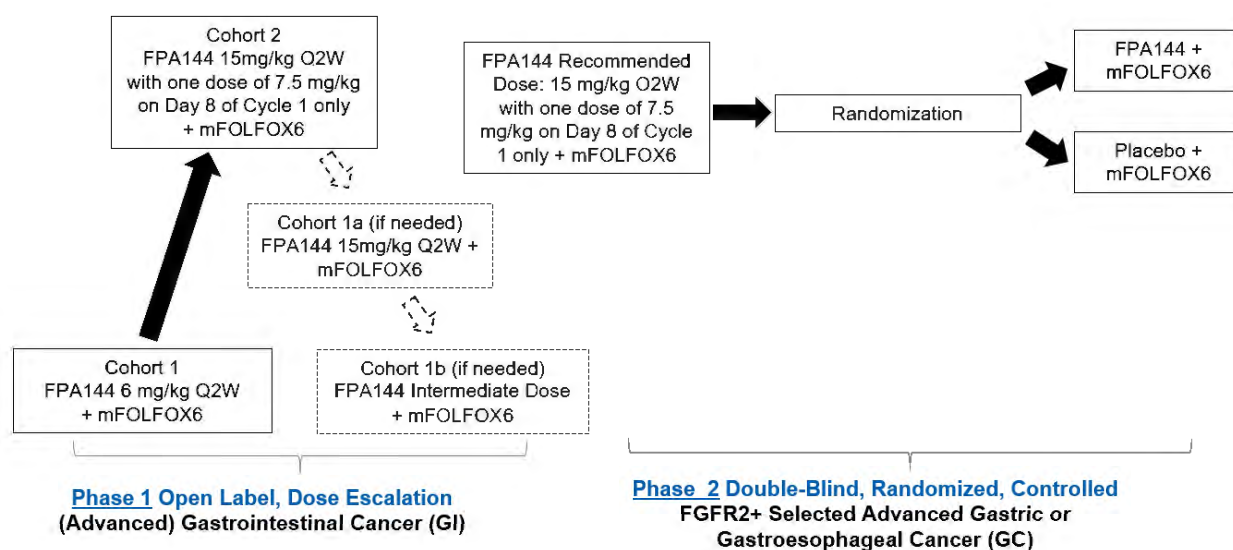 Cohort 2
FPA144 15mg/kg Q2W
with one dose of 7.5 mg/kg
on Day 8 of Cycle 1 only
+ mFOLFOX6
Cohort 1a (if needed)
FPA144 15mg/kg Q2W +
mFOLFOX6
Cohort 1
FPA144 6 mg/kg Q2W
+ mFOLFOX6
Cohort 1b (if needed)
FPA144 Intermediate Dose
+ mFOLFOX6
Phase 1 Open Label, Dose Escalation
(Advanced) Gastrointestinal Cancer (GI)
FPA144 Recommended
Dose: 15 mg/kg Q2W
with one dose of 7.5
mg/kg on Day 8 of Cycle
1 only + mFOLFOX6
Randomization
FPA144 +
mFOLFOX6
Placebo +
mFOLFOX6
Phase 2 Double-Blind, Randomized, Controlled
FGFR2+ Selected Advanced Gastric or
Gastroesophageal Cancer (GC)